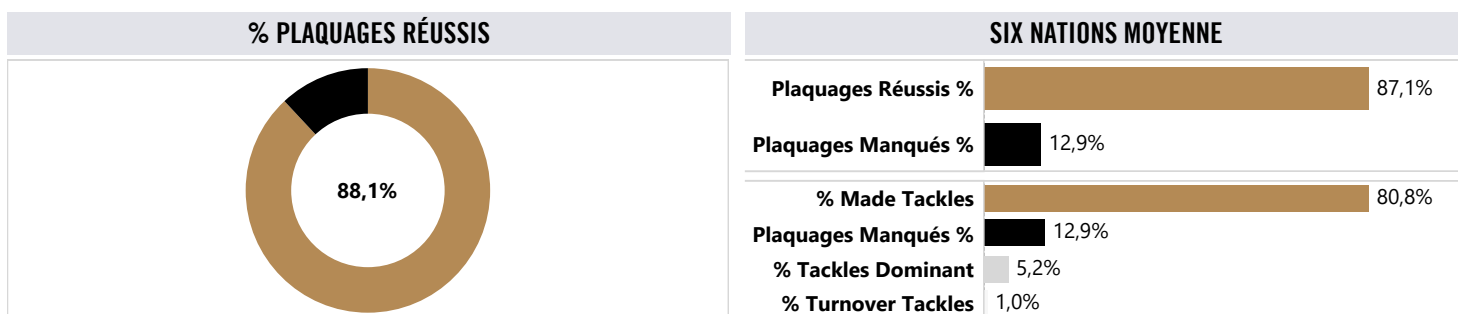 % PLAQUAGES RÉUSSIS
88,1%
SIX NATIONS MOYENNE
Plaquages Réussis % 87,1%
Plaquages Manqués % 12,9%
% Made Tackles 80,8%
Plaquages Manqués % 12,9%
% Tackles Dominant 5,2%
% Turnover Tackles 1,0%